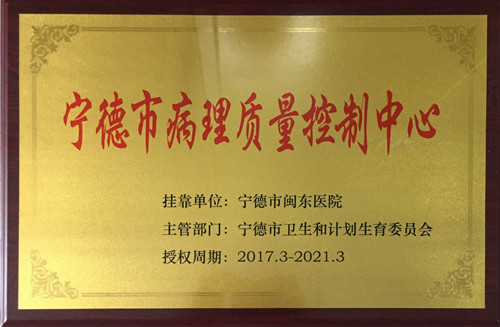 宁德市病理质量控制中心
挂靠单位：宁德市闽东医院
主管部门：宁德市卫生和计划生育委员会
授权周期：2017.3-2021.3